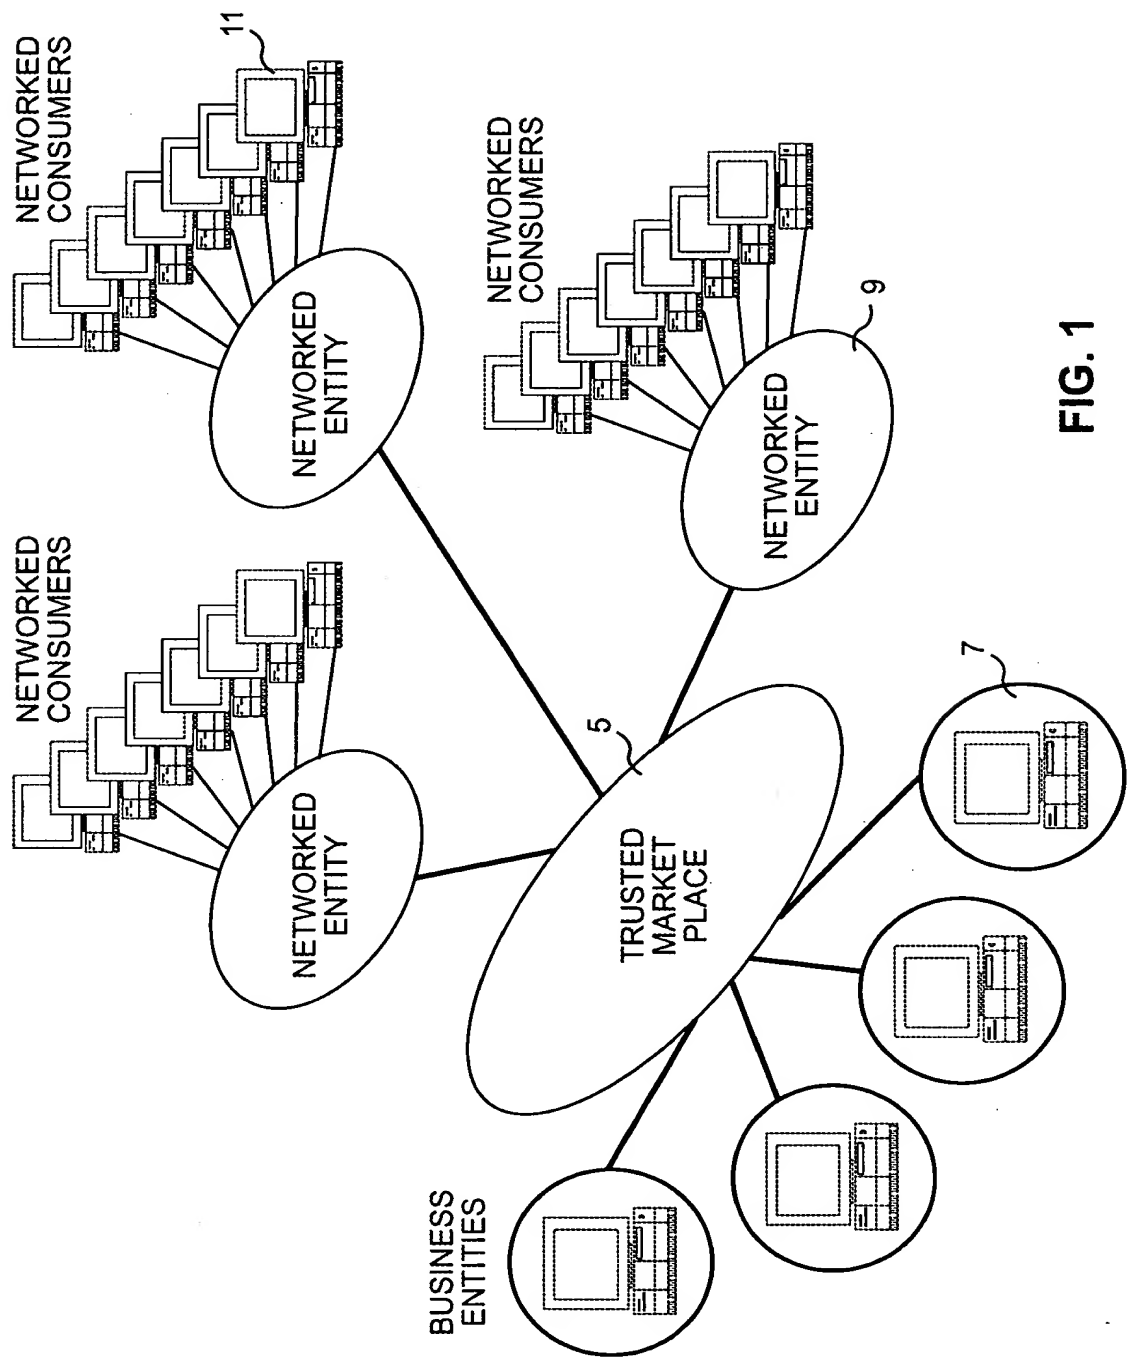 NETWORKED
CONSUMERS
NETWORKED
CONSUMERS
11
NETWORKED
ENTITY
NETWORKED
ENTITY
NETWORKED
CONSUMERS
NETWORKED
ENTITY
9
5
TRUSTED
MARKET
PLACE
BUSINESS
ENTITIES
7
FIG. 1